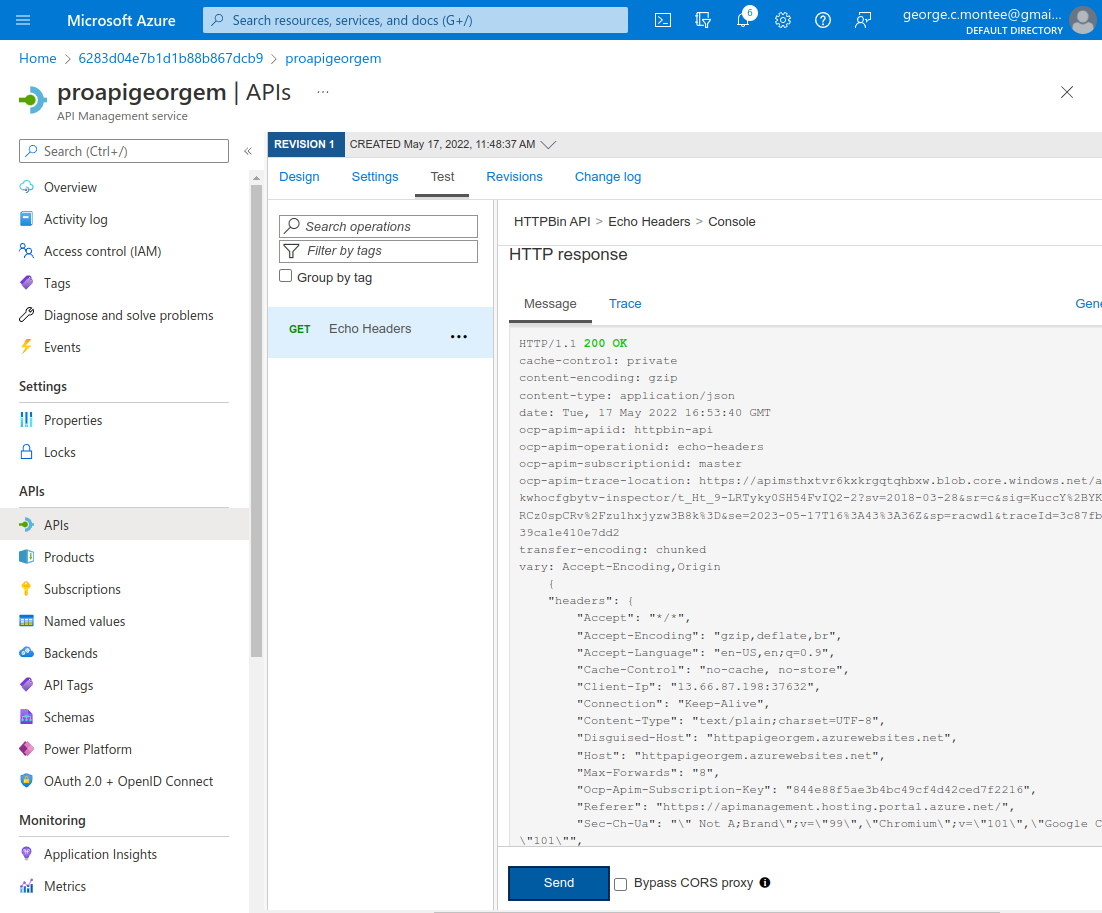 Microsoft Azure
Search resources, services, and docs (G+/)
6
george.c.montee@gmai...
DEFAULT DIRECTORY
Home > 6283d04e7b1d1b88b867dcb9 > proapigeorgem
proapigeorgem | APIs ...
API Management service
Search (Ctrl+/)
«
Overview
Activity log
Access control (IAM)
Tags
Diagnose and solve problems
Events
Settings
Properties
Locks
APIs
APIs
Products
Subscriptions
Named values
Backends
API Tags
Schemas
Power Platform
OAuth 2.0 + OpenID Connect
Monitoring
Application Insights
Metrics
REVISION 1 CREATED May 17, 2022, 11:48:37 AM
Design Settings Test Revisions Change log
Search operations
Filter by tags
Group by tag
GET Echo Headers ...
HTTPBin API > Echo Headers > Console
HTTP response
Message Trace Gene
HTTP/1.1 200 OK
cache-control: private
content-encoding: gzip
content-type: application/json
date: Tue, 17 May 2022 16:53:40 GMT
ocp-apim-apiid: httpbin-api
ocp-apim-operationid: echo-headers
ocp-apim-subscriptionid: master
ocp-apim-trace-location: https://apimsthxtvr6kxkrgqtqhbxw.blob.core.windows.net/a
kwhocfgbytv-inspector/t_Ht_9-LRTyky0SH54FvIQ2-2?sv=2018-03-28&sr=c&sig=KuccY%2BYK
RCz0spCRv%2Fzulhxjyzw3B8k%3D&se=2023-05-17T16%3A43%3A36Z&sp=racwdl&traceId=3c87fb
39ca1e410e7dd2
transfer-encoding: chunked
vary: Accept-Encoding,Origin
{
"headers": {
"Accept": "*/*",
"Accept-Encoding": "gzip,deflate,br",
"Accept-Language": "en-US,en;q=0.9",
"Cache-Control": "no-cache, no-store",
"Client-Ip": "13.66.87.198:37632",
"Connection": "Keep-Alive",
"Content-Type": "text/plain;charset=UTF-8",
"Disguised-Host": "httpapigeorgem.azurewebsites.net",
"Host": "httpapigeorgem.azurewebsites.net",
"Max-Forwards": "8",
"Ocp-Apim-Subscription-Key": "844e88f5ae3b4bc49cf4d42ced7f2216",
"Referer": "https://apimanagement.hosting.portal.azure.net/",
"Sec-Ch-Ua": "\" Not A;Brand\";v=\"99\",\"Chromium\";v=\"101\",\"Google C
\"101\"",
Send Bypass CORS proxy